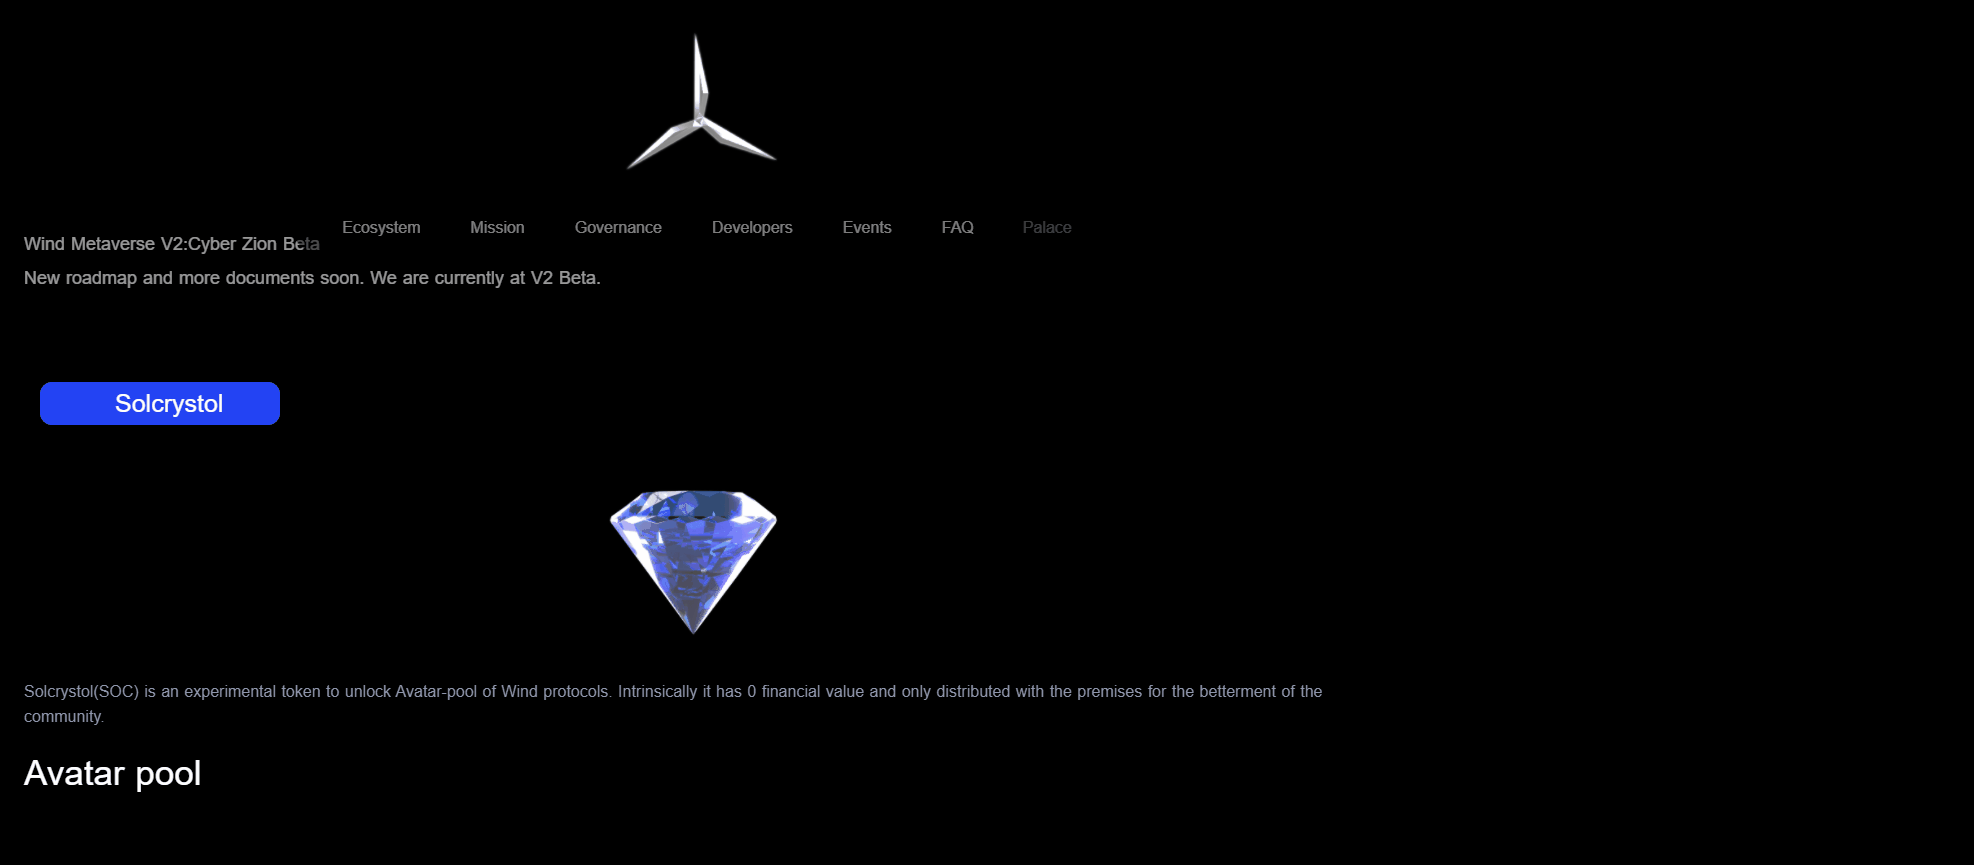 Ecosystem Mission Governance Developers Events FAQ Palace
Wind Metaverse V2:Cyber Zion Beta
New roadmap and more documents soon. We are currently at V2 Beta.
Solcrystol
Solcrystol(SOC) is an experimental token to unlock Avatar-pool of Wind protocols. Intrinsically it has 0 financial value and only distributed with the premises for the betterment of the
community.
Avatar pool